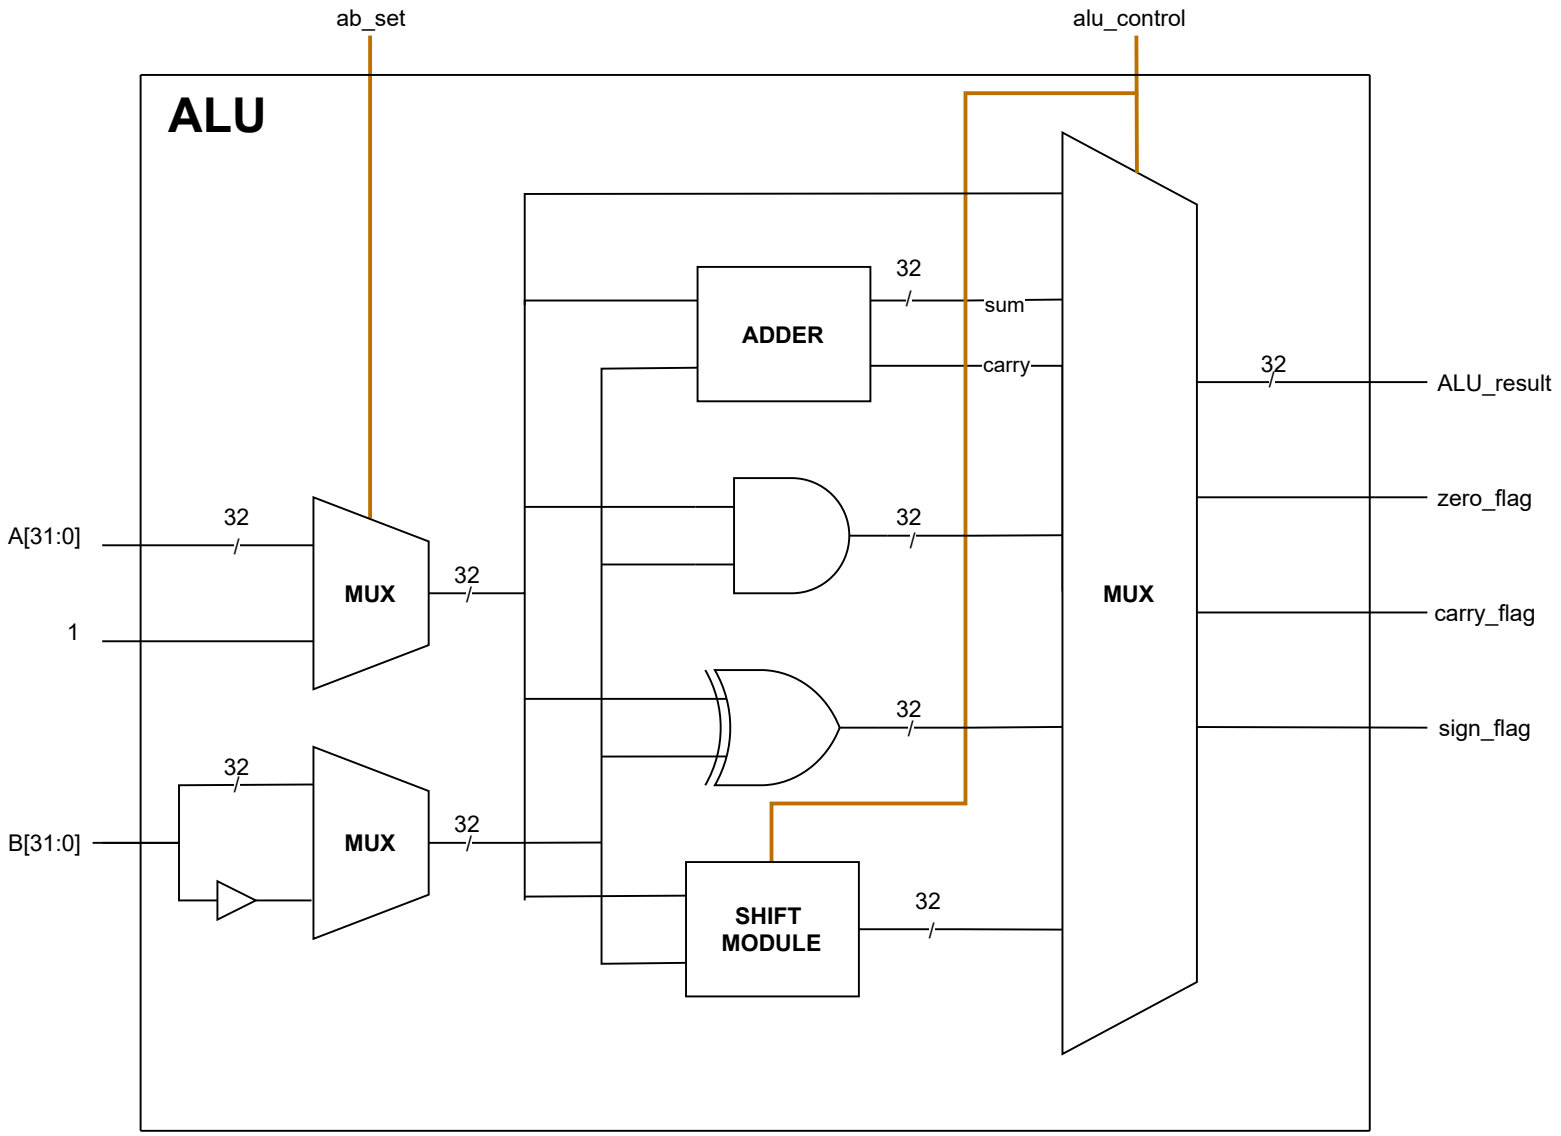 ab_set
alu_control
ALU
32
sum
ADDER
carry
32
ALU_result
zero_flag
32
A[31:0]
32
32
MUX
MUX
1
carry_flag
32
sign_flag
32
32
B[31:0]
MUX
32
SHIFT
MODULE